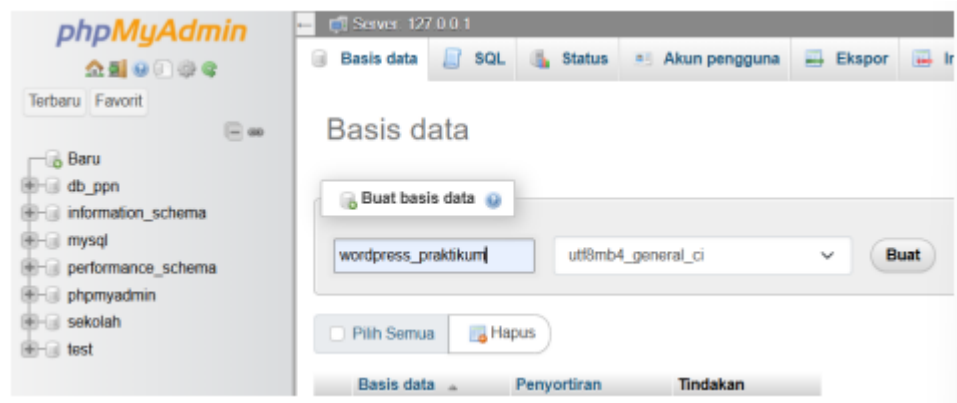 phpMyAdmin
Terbaru Favorit
Baru
db_ppn
information_schema
mysql
performance_schema
phpmyadmin
sekolah
test
Server: 127.0.0.1
Basis data SQL Status Akun pengguna Ekspor
Basis data
Buat basis data
wordpress_praktikum utf8mb4_general_ci Buat
Pilih Semua Hapus
Basis data Penyortiran Tindakan